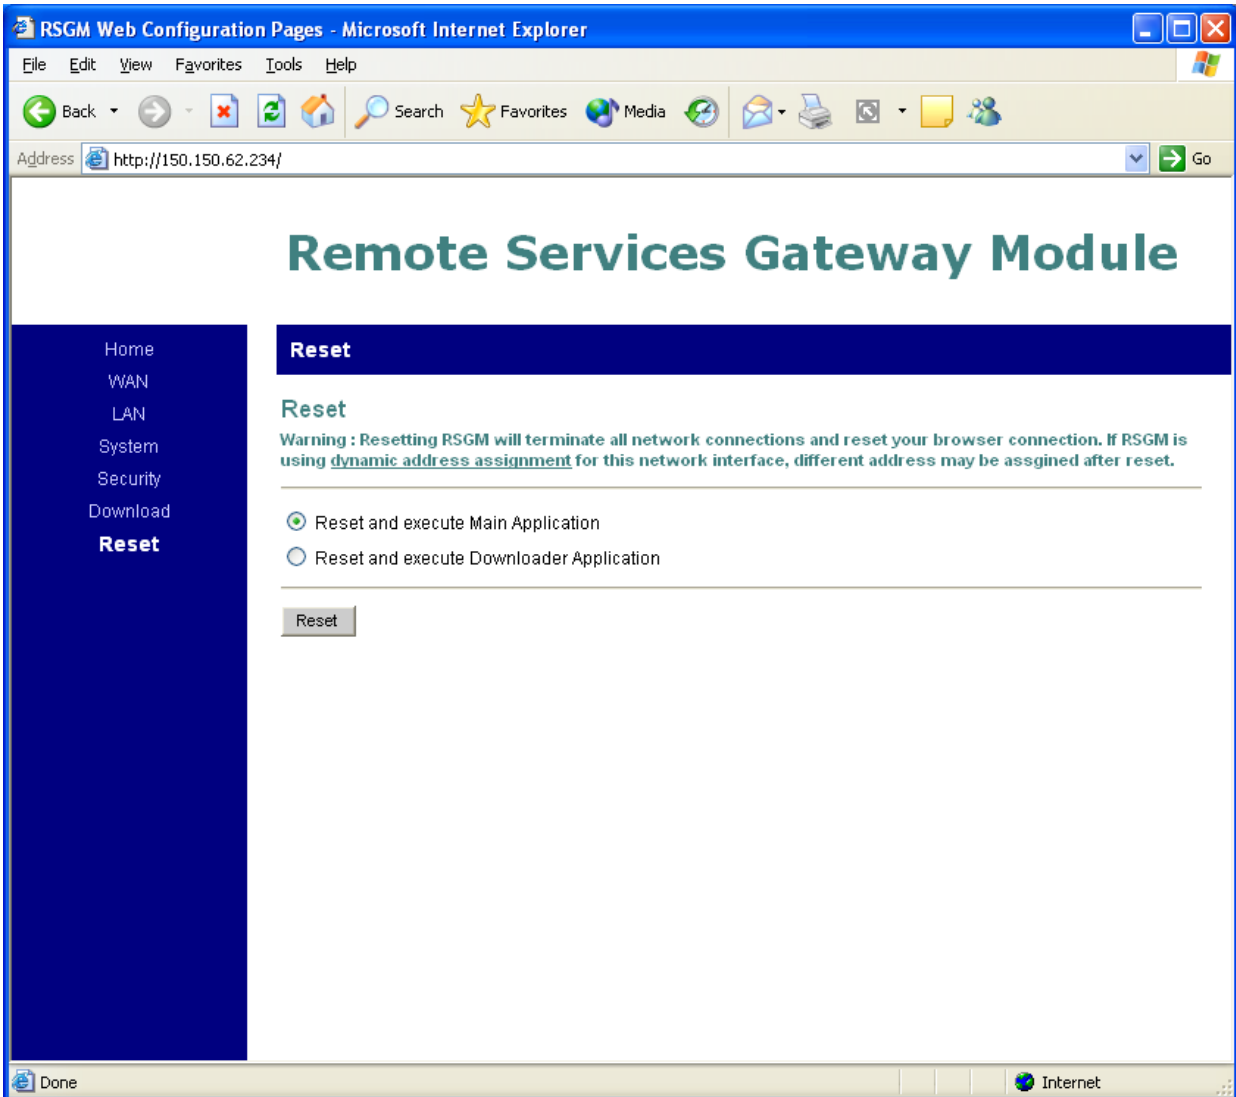 RSGM Web Configuration Pages - Microsoft Internet Explorer
File Edit View Favorites Tools Help
Back Search Favorites Media
Address http://150.150.62.234/ Go
Remote Services Gateway Module
Home
WAN
LAN
System
Security
Download
Reset
Reset
Reset
Warning : Resetting RSGM will terminate all network connections and reset your browser connection. If RSGM is
using dynamic address assignment for this network interface, different address may be assgined after reset.
Reset and execute Main Application
Reset and execute Downloader Application
Reset
Done Internet